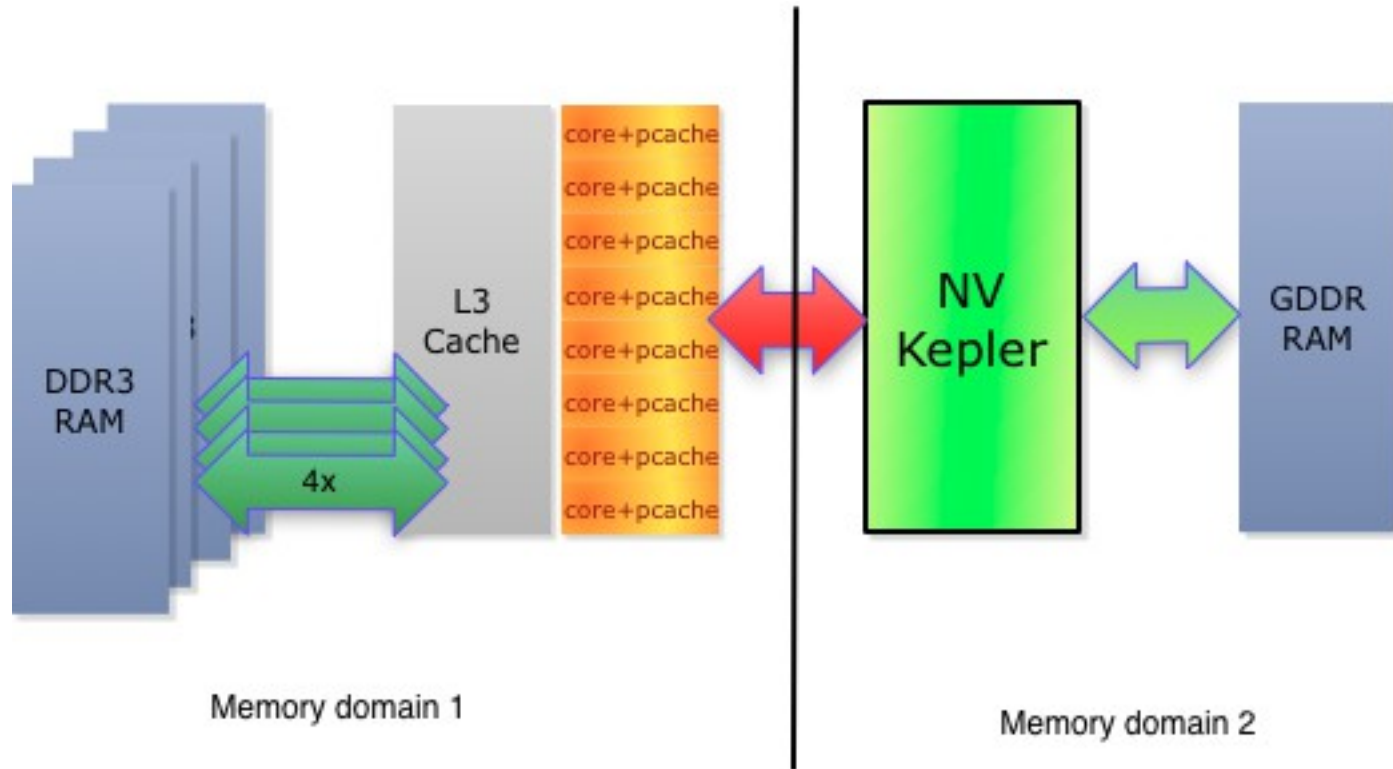 DDR3
RAM
4x
L3
Cache
core+pcache
core+pcache
core+pcache
core+pcache
core+pcache
core+pcache
core+pcache
core+pcache
NV
Kepler
GDDR
RAM
Memory domain 1
Memory domain 2